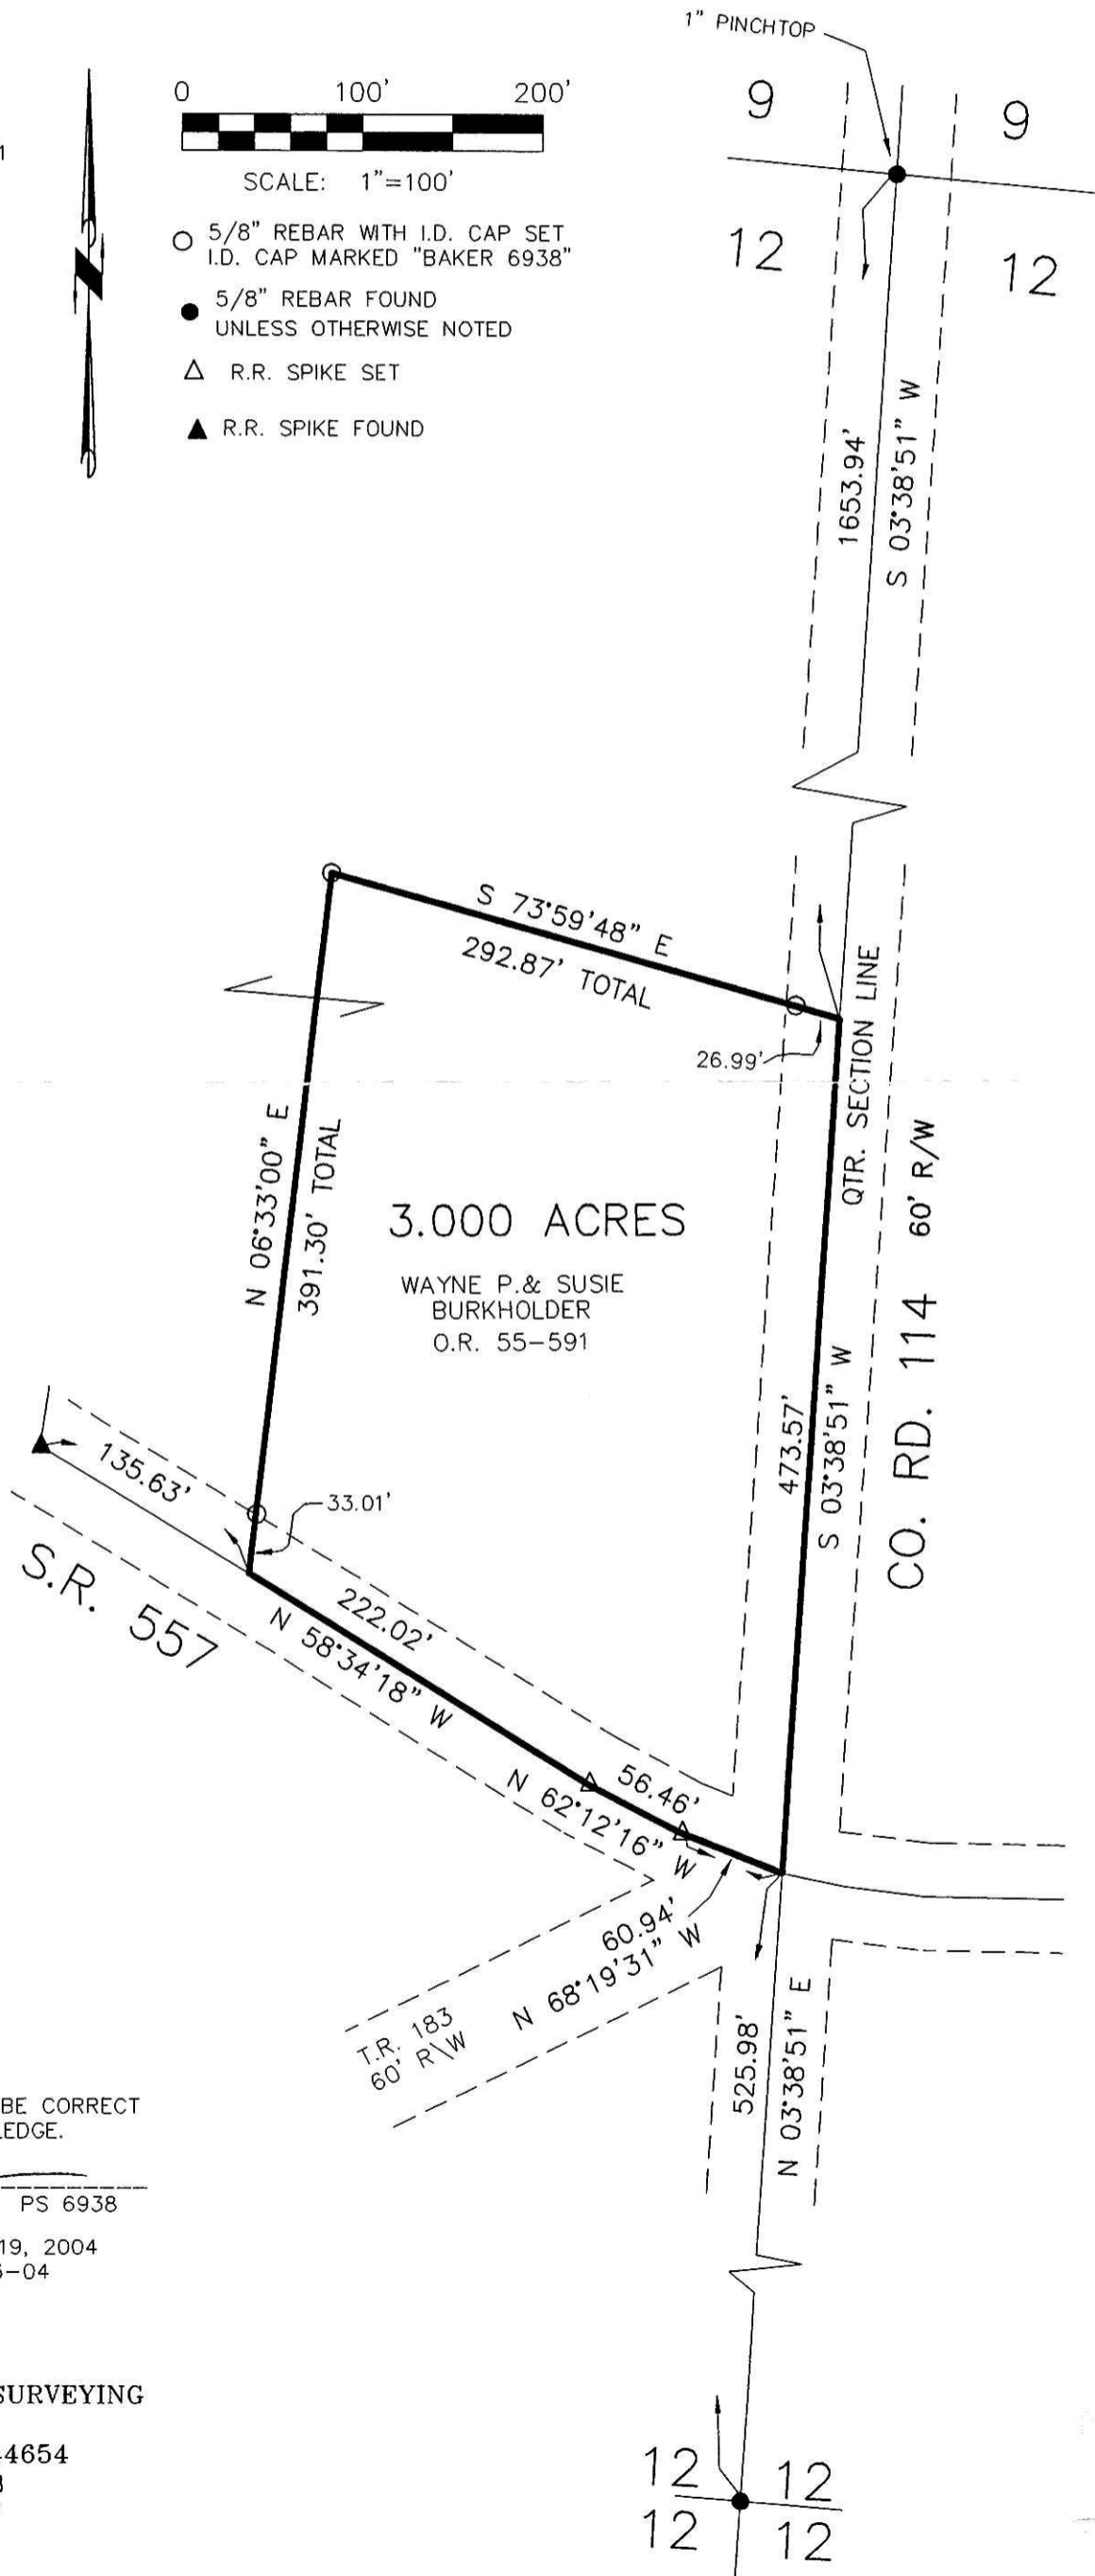 1" PINCHTOP
0 100' 200'
SCALE: 1"=100'
5/8" REBAR WITH I.D. CAP SET
I.D. CAP MARKED "BAKER 6938"
5/8" REBAR FOUND
UNLESS OTHERWISE NOTED
R.R. SPIKE SET
R.R. SPIKE FOUND
9 9
12 12
1653.94'
S 03°38'51" W
S 73°59'48" E
292.87' TOTAL
26.99'
QTR. SECTION LINE
N 06°33'00" E
391.30' TOTAL
3.000 ACRES
WAYNE P.& SUSIE
BURKHOLDER
O.R. 55-591
473.57'
S 03°38'51" W
CO. RD. 114 60' R/W
135.63'
33.01'
S.R. 557
222.02'
N 58°34'18" W
56.46'
N 62°12'16" W
60.94'
N 68°19'31" W
T.R. 183
60' R\W
525.98'
N 03°38'51" E
BE CORRECT
EDGE.
PS 6938
19, 2004
-04
SURVEYING
4654
12 12
12 12